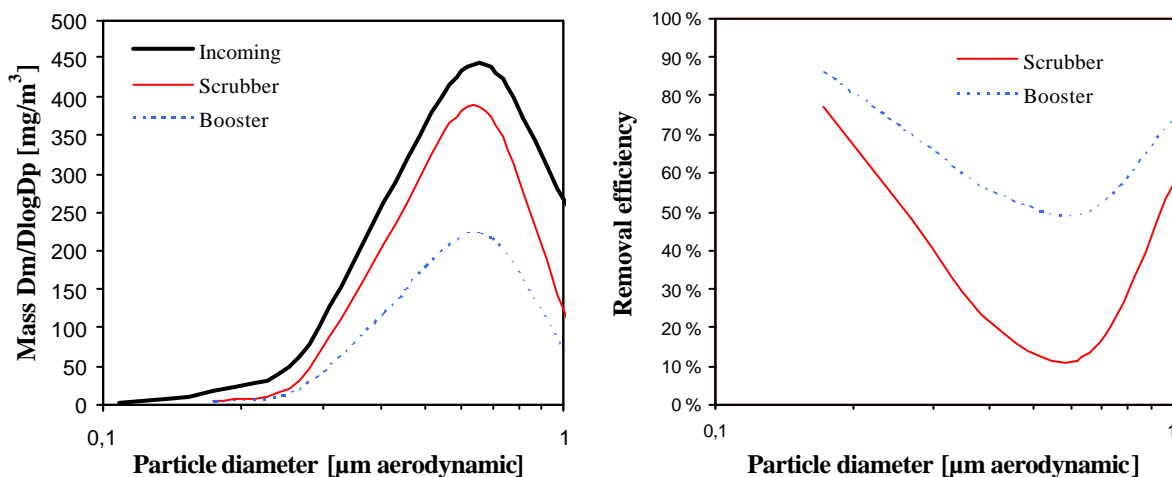 Mass Dm/DlogDp [mg/m³]
500
450
400
350
300
250
200
150
100
50
0
Incoming
Scrubber
Booster
0,1
1
Particle diameter [µm aerodynamic]
Removal efficiency
100 %
90 %
80 %
70 %
60 %
50 %
40 %
30 %
20 %
10 %
0 %
Scrubber
Booster
0,1
1
Particle diameter [µm aerodynamic]